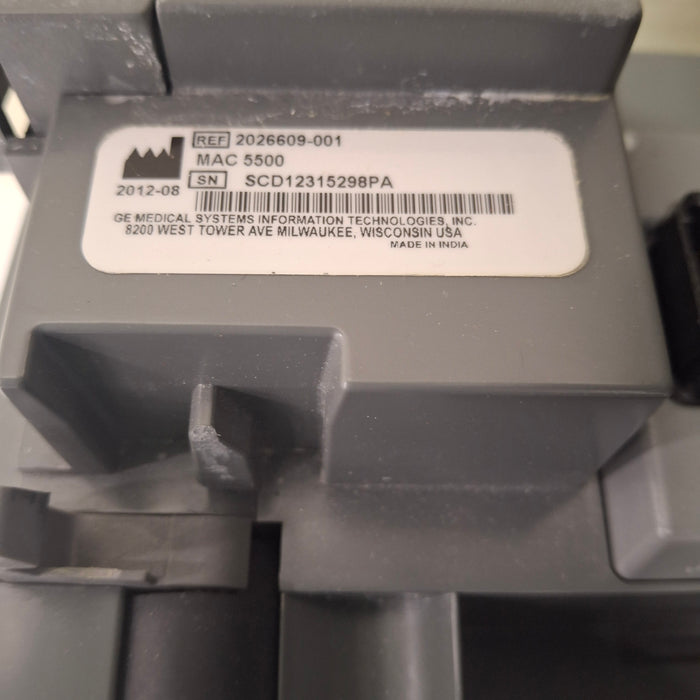 REF 2026609-001
MAC 5500
2012-08 SN SCD12315298PA
GE MEDICAL SYSTEMS INFORMATION TECHNOLOGIES, INC.
8200 WEST TOWER AVE MILWAUKEE, WISCONSIN USA
MADE IN INDIA